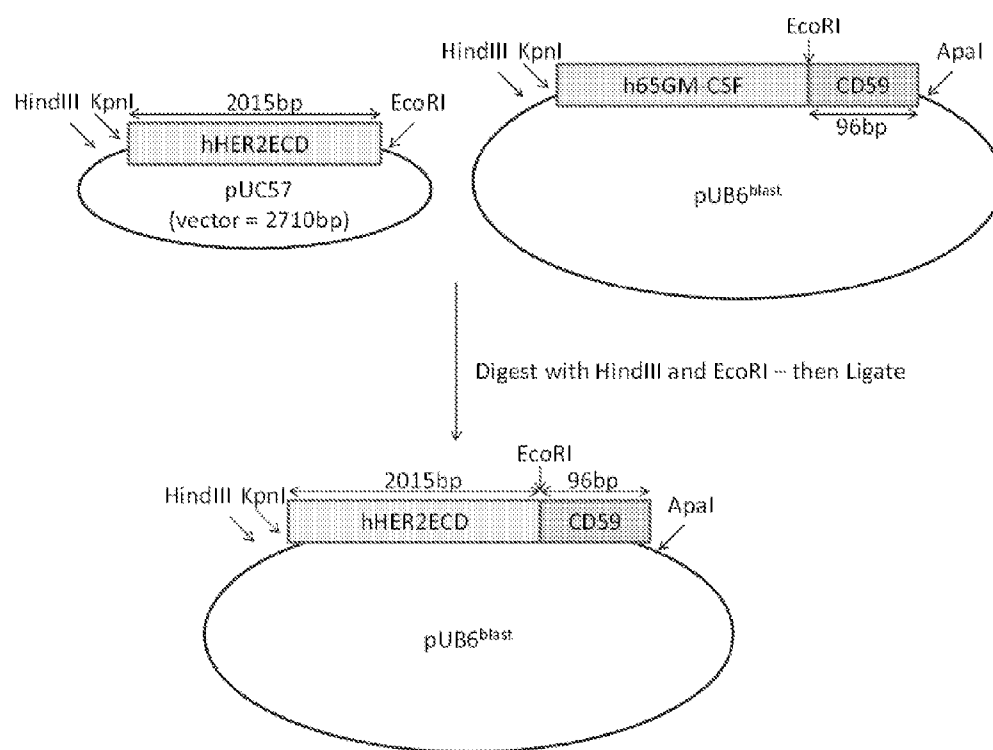 HindIII KpnI
2015bp
EcoRI
hHER2ECD
pUC57
(vector = 2710bp)
EcoRI
HindIII KpnI
ApaI
h65GM-CSF
CD59
96bp
pUB6blast
Digest with HindIII and EcoRI – then Ligate
EcoRI
2015bp
96bp
HindIII KpnI
ApaI
hHER2ECD
CD59
pUB6blast